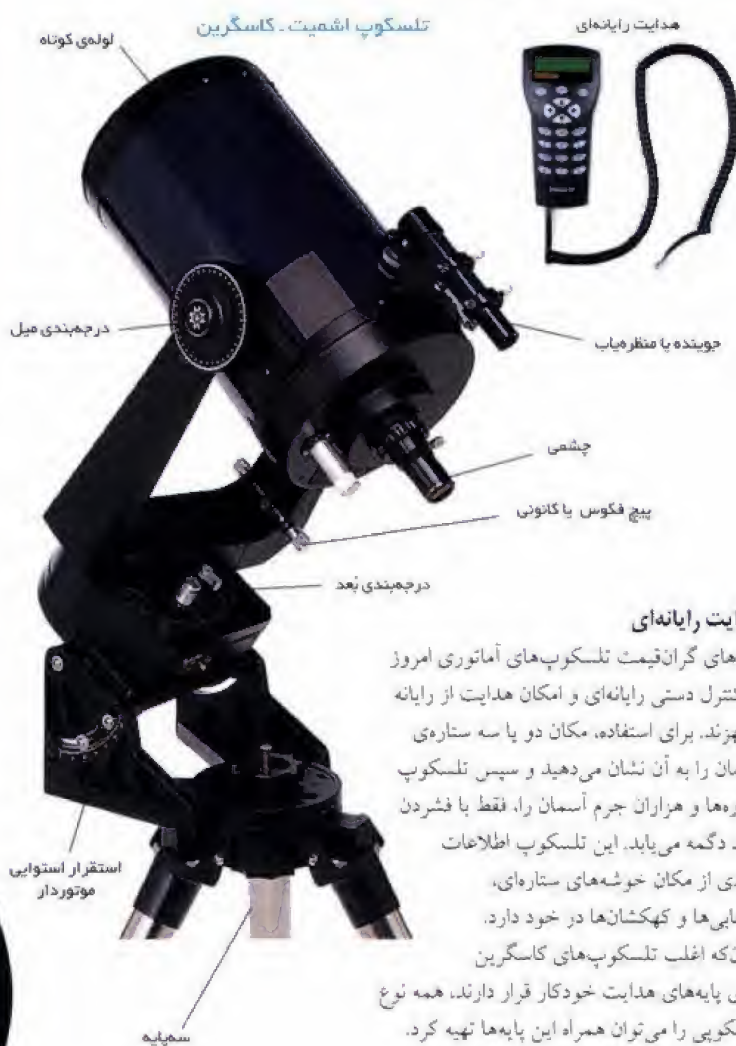 هدایت رایانه‌ای
تلسکوپ اشمیت ـ کاسگرین
لوله‌ی کوتاه
درجه‌بندی میل
جوینده یا منظره‌یاب
چشمی
پیچ فکوس یا کانونی
درجه‌بندی بُعد
استقرار استوایی
موتوردار
سه‌پایه
یت رایانه‌ای
های گران‌قیمت تلسکوپ‌های آماتوری امروز
کنترل دستی رایانه‌ای و امکان هدایت از رایانه
هزند. برای استفاده، مکان دو یا سه ستاره‌ی
مان را به آن نشان می‌دهید و سپس تلسکوپ
ره‌ها و هزاران جرم آسمان را، فقط با فشردن
د دگمه می‌یابد. این تلسکوپ اطلاعات
دی از مکان خوشه‌های ستاره‌ای،
ابی‌ها و کهکشان‌ها در خود دارد.
ن‌که اغلب تلسکوپ‌های کاسگرین
ی پایه‌های هدایت خودکار قرار دارند، همه نوع
کوپی را می‌توان همراه این پایه‌ها تهیه کرد.